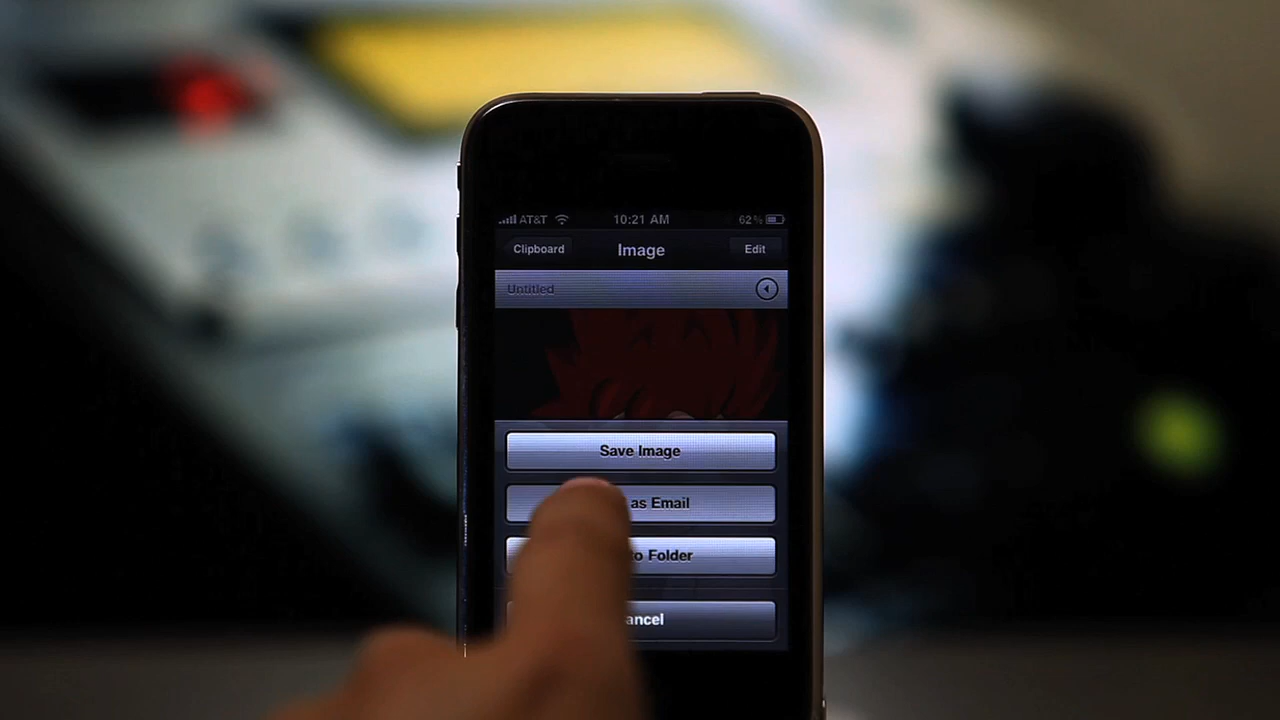 AT&T 10:21 AM 62%
Clipboard Image Edit
Untitled
Save Image
as Email
to Folder
ancel